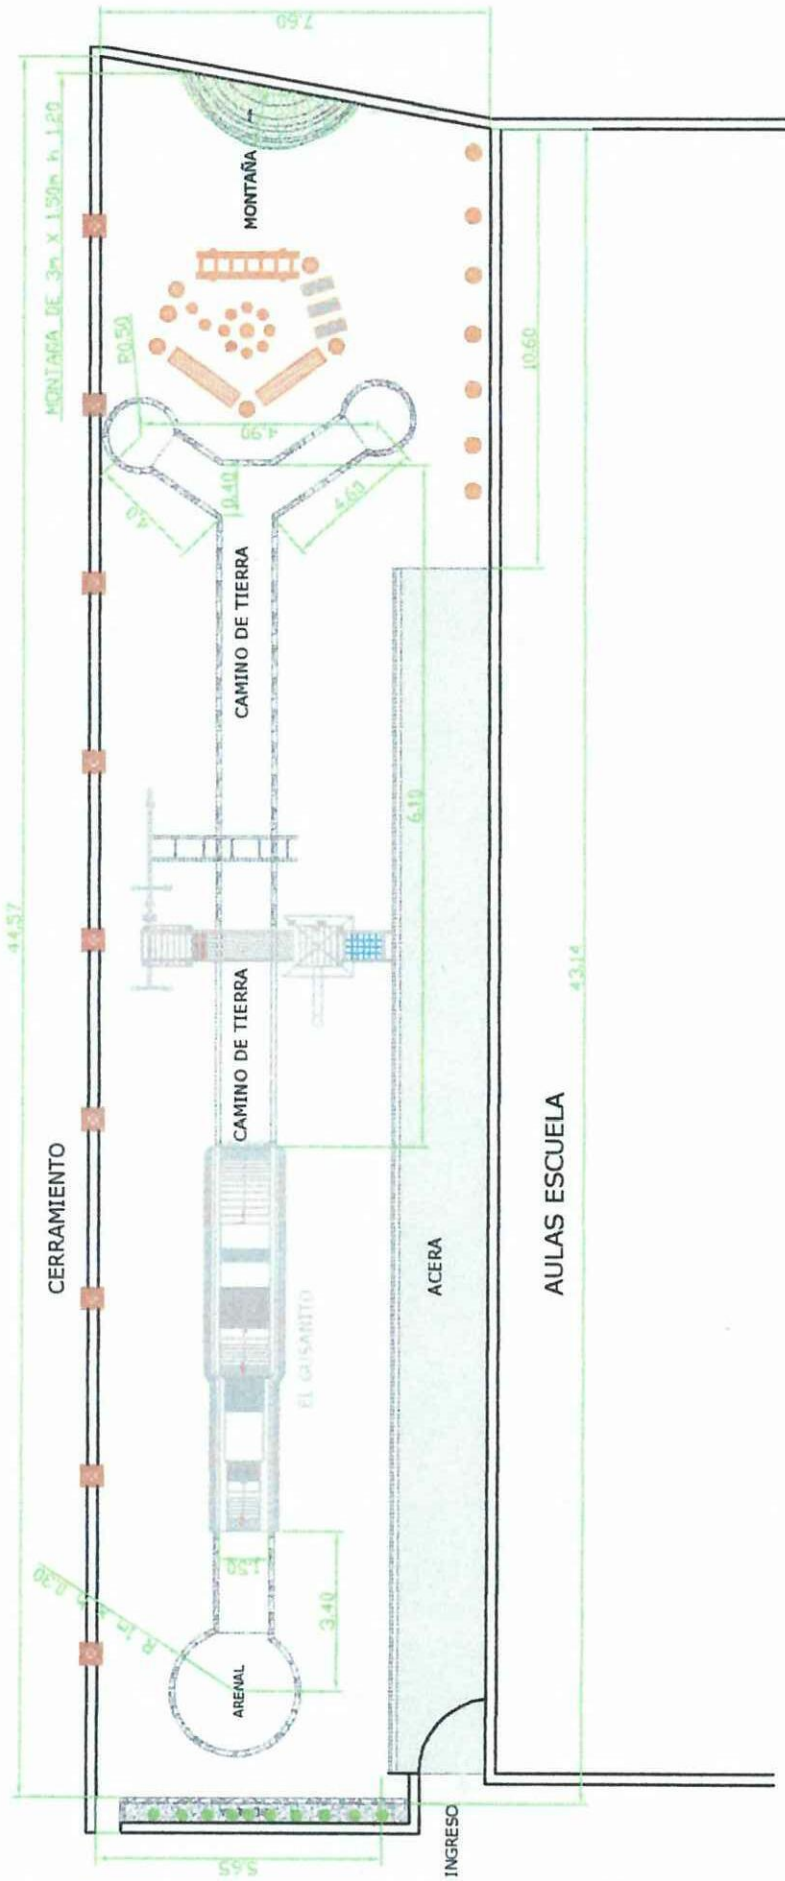 7.60
44.57
MONTAÑA DE 3m X 1.50m h 1.20
MONTAÑA
R0.50
4.90
4.0
0.40
4.60
10.60
CAMINO DE TIERRA
6.10
CAMINO DE TIERRA
43.14
CERRAMIENTO
EL GUSANITO
ACERA
AULAS ESCUELA
R 1m x h 0.30
3.40
ARENAL
5.65
INGRESO